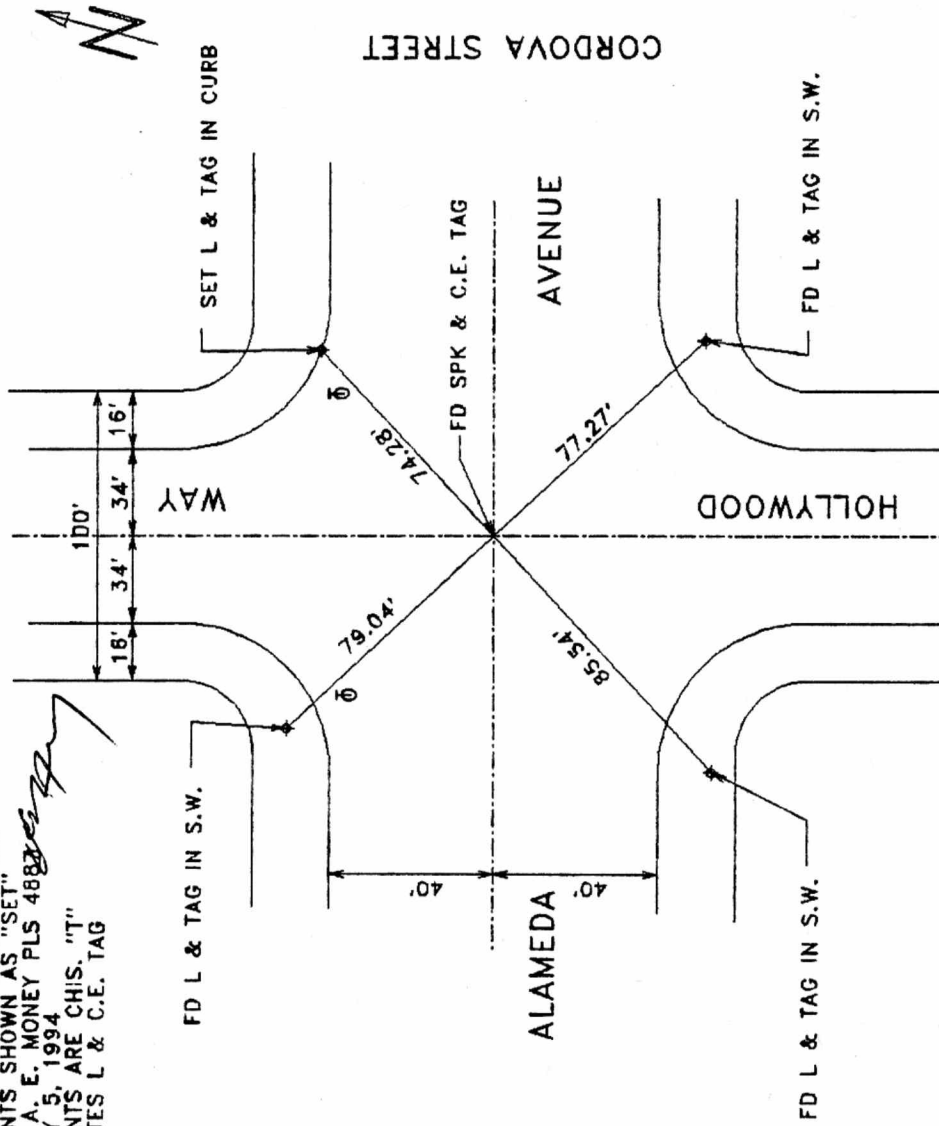 NTS SHOWN AS "SET"
A. E. MONEY PLS 4887
5, 1994
NTS ARE CHIS. "T"
TES L & C.E. TAG
N
CORDOVA STREET
SET L & TAG IN CURB
FD L & TAG IN S.W.
100'
16'
34'
34'
16'
WAY
79.04'
74.28'
FD SPK & C.E. TAG
AVENUE
ALAMEDA
40'
40'
85.54'
77.27'
HOLLYWOOD
FD L & TAG IN S.W.
FD L & TAG IN S.W.